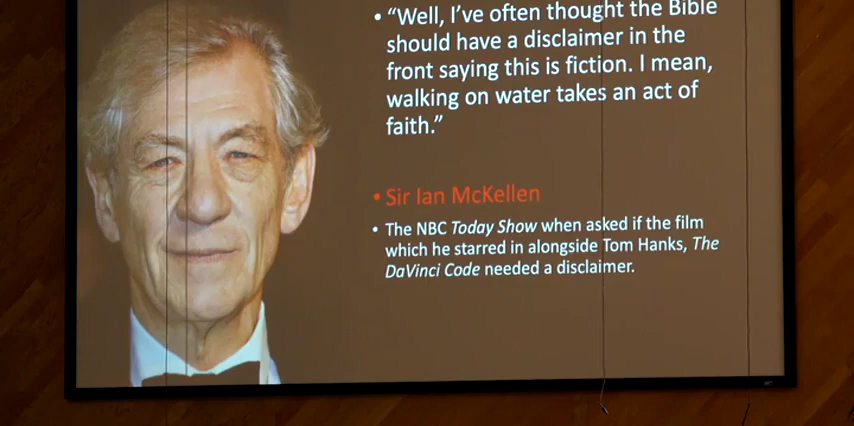 • “Well, I’ve often thought the Bible
should have a disclaimer in the
front saying this is fiction. I mean,
walking on water takes an act of
faith.”
• Sir Ian McKellen
• The NBC Today Show when asked if the film
which he starred in alongside Tom Hanks, The
DaVinci Code needed a disclaimer.